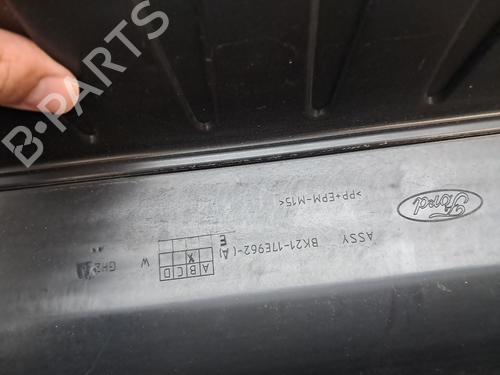 B-PARTS
Ford
>PP+EPM-M15<
ASSY BK21-17E962-(A)
E
A B C D
X
W